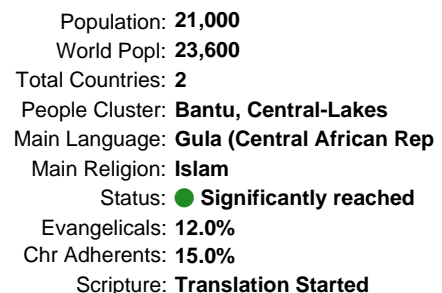 Population: 21,000
World Popl: 23,600
Total Countries: 2
People Cluster: Bantu, Central-Lakes
Main Language: Gula (Central African Rep
Main Religion: Islam
Status: Significantly reached
Evangelicals: 12.0%
Chr Adherents: 15.0%
Scripture: Translation Started